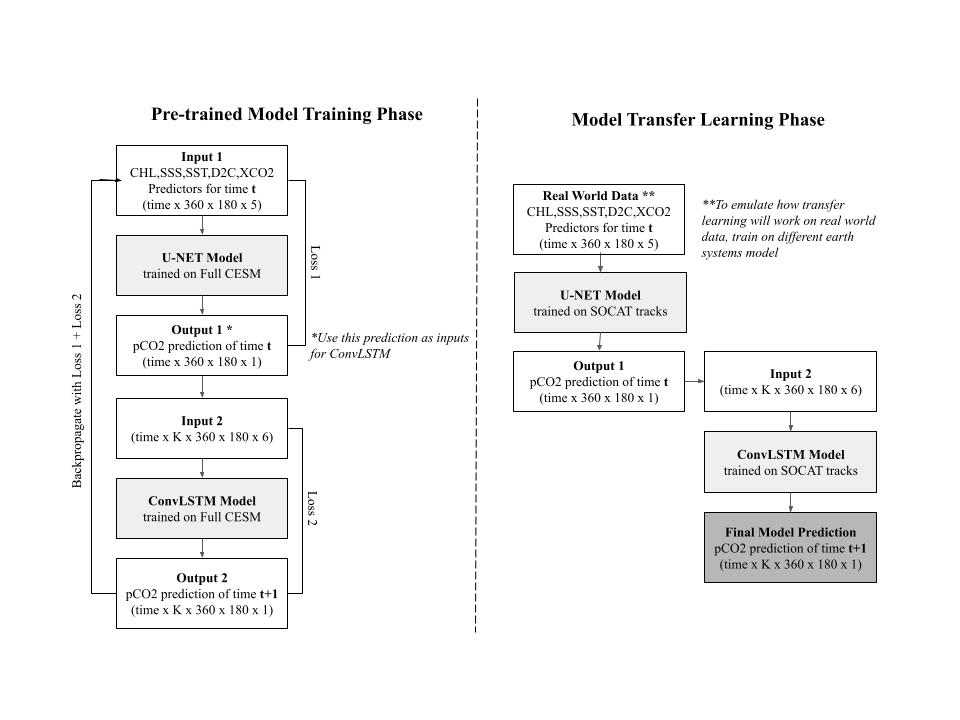 Pre-trained Model Training Phase
Input 1
CHL,SSS,SST,D2C,XCO2
Predictors for time t
(time x 360 x 180 x 5)
U-NET Model
trained on Full CESM
Loss 1
Output 1 *
pCO2 prediction of time t
(time x 360 x 180 x 1)
*Use this prediction as inputs
for ConvLSTM
Backpropagate with Loss 1 + Loss 2
Input 2
(time x K x 360 x 180 x 6)
ConvLSTM Model
trained on Full CESM
Loss 2
Output 2
pCO2 prediction of time t+1
(time x K x 360 x 180 x 1)
Model Transfer Learning Phase
Real World Data **
CHL,SSS,SST,D2C,XCO2
Predictors for time t
(time x 360 x 180 x 5)
**To emulate how transfer
learning will work on real world
data, train on different earth
systems model
U-NET Model
trained on SOCAT tracks
Output 1
pCO2 prediction of time t
(time x 360 x 180 x 1)
Input 2
(time x K x 360 x 180 x 6)
ConvLSTM Model
trained on SOCAT tracks
Final Model Prediction
pCO2 prediction of time t+1
(time x K x 360 x 180 x 1)